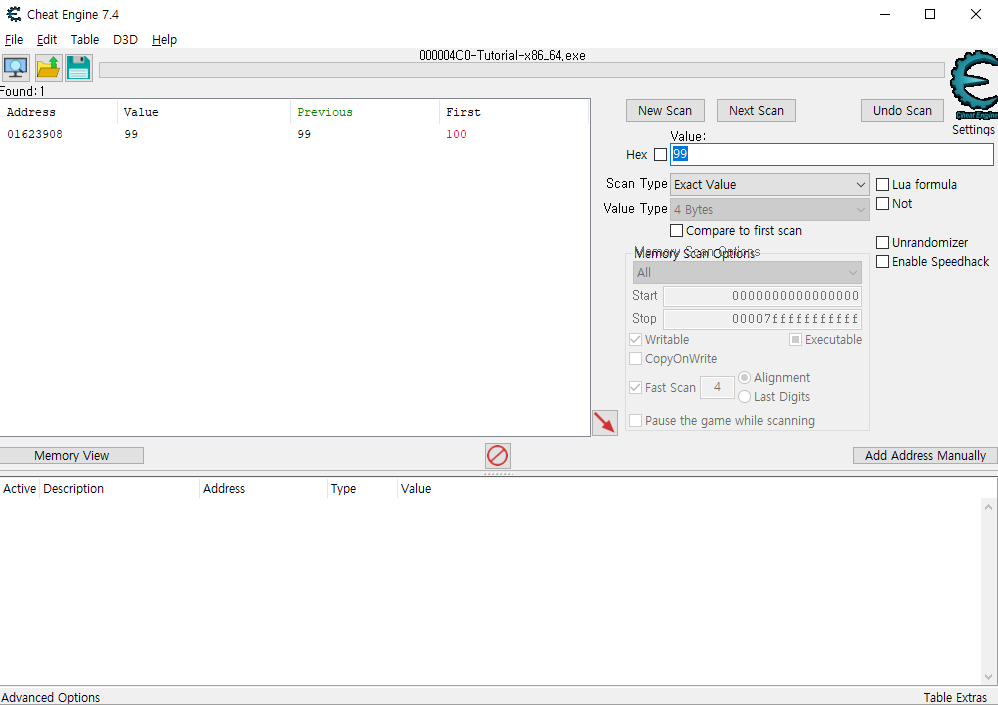 Cheat Engine 7.4
File Edit Table D3D Help
000004C0-Tutorial-x86_64.exe
Found: 1
Address Value Previous First
01623908 99 99 100
New Scan Next Scan Undo Scan
Cheat Engine
Settings
Value:
Hex 99
Scan Type Exact Value Lua formula
Value Type 4 Bytes Not
Compare to first scan
Unrandomizer
Memory Scan Options
Enable Speedhack
All
Start 0000000000000000
Stop 00007fffffffffff
Writable Executable
CopyOnWrite
Fast Scan 4 Alignment
Last Digits
Pause the game while scanning
Memory View Add Address Manually
Active Description Address Type Value
Advanced Options Table Extras